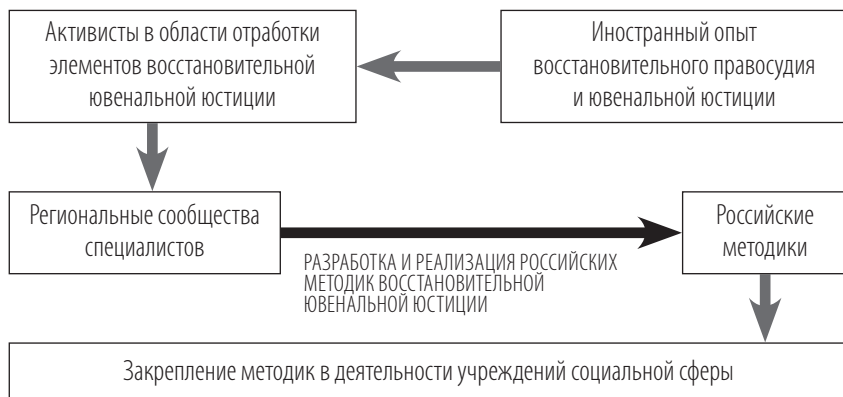 Активисты в области отработки
элементов восстановительной
ювенальной юстиции
Иностранный опыт
восстановительного правосудия
и ювенальной юстиции
Региональные сообщества
специалистов
РАЗРАБОТКА И РЕАЛИЗАЦИЯ РОССИЙСКИХ
МЕТОДИК ВОССТАНОВИТЕЛЬНОЙ
ЮВЕНАЛЬНОЙ ЮСТИЦИИ
Российские
методики
Закрепление методик в деятельности учреждений социальной сферы